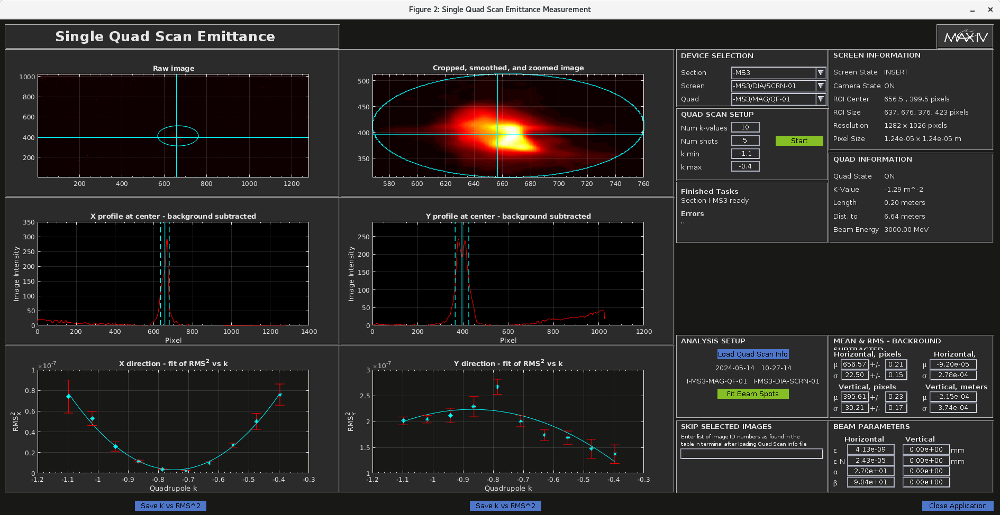 Figure 2: Single Quad Scan Emittance Measurement
Single Quad Scan Emittance
MAXIV
Raw image
1000
800
600
400
200
200 400 600 800 1000 1200
Cropped, smoothed, and zoomed image
500
450
400
350
580 600 620 640 660 680 700 720 740 760
X profile at center - background subtracted
Image Intensity
350
300
250
200
150
100
50
0
0 200 400 600 800 1000 1200 1400
Pixel
Y profile at center - background subtracted
Image Intensity
250
200
150
100
50
0
0 200 400 600 800 1000 1200
Pixel
X direction - fit of RMS² vs k
×10⁻⁷
RMS²X
1
0.8
0.6
0.4
0.2
0
-1.2 -1.1 -1 -0.9 -0.8 -0.7 -0.6 -0.5 -0.4 -0.3
Quadrupole k
Save K vs RMS^2
Y direction - fit of RMS² vs k
×10⁻⁷
RMS²Y
3
2.5
2
1.5
1
-1.2 -1.1 -1 -0.9 -0.8 -0.7 -0.6 -0.5 -0.4 -0.3
Quadrupole k
Save K vs RMS^2
DEVICE SELECTION
Section -MS3
Screen -MS3/DIA/SCRN-01
Quad -MS3/MAG/QF-01
QUAD SCAN SETUP
Num k-values 10
Num shots 5 Start
k min -1.1
k max -0.4
Finished Tasks
Section I-MS3 ready
Errors
...
SCREEN INFORMATION
Screen State INSERT
Camera State ON
ROI Center 656.5 , 399.5 pixels
ROI Size 637, 676, 376, 423 pixels
Resolution 1282 x 1026 pixels
Pixel Size 1.24e-05 x 1.24e-05 m
QUAD INFORMATION
Quad State ON
K-Value -1.29 m^-2
Length 0.20 meters
Dist. to 6.64 meters
Beam Energy 3000.00 MeV
ANALYSIS SETUP
Load Quad Scan Info
2024-05-14 10-27-14
I-MS3-MAG-QF-01 I-MS3-DIA-SCRN-01
Fit Beam Spots
SKIP SELECTED IMAGES
Enter list of image ID numbers as found in the
table in terminal after loading Quad Scan Info file
MEAN & RMS - BACKROUND
SUBTRACTED
Horizontal, pixels Horizontal,
μ 656.57 +/- 0.21 μ -9.20e-05
σ 22.50 +/- 0.15 σ 2.78e-04
Vertical, pixels Vertical, meters
μ 395.61 +/- 0.23 μ -2.15e-04
σ 30.21 +/- 0.17 σ 3.74e-04
BEAM PARAMETERS
Horizontal Vertical
ε 4.13e-09 0.00e+00 mm
ε N 2.43e-05 0.00e+00 mm
α 2.70e+01 0.00e+00
β 9.04e+01 0.00e+00
Close Application